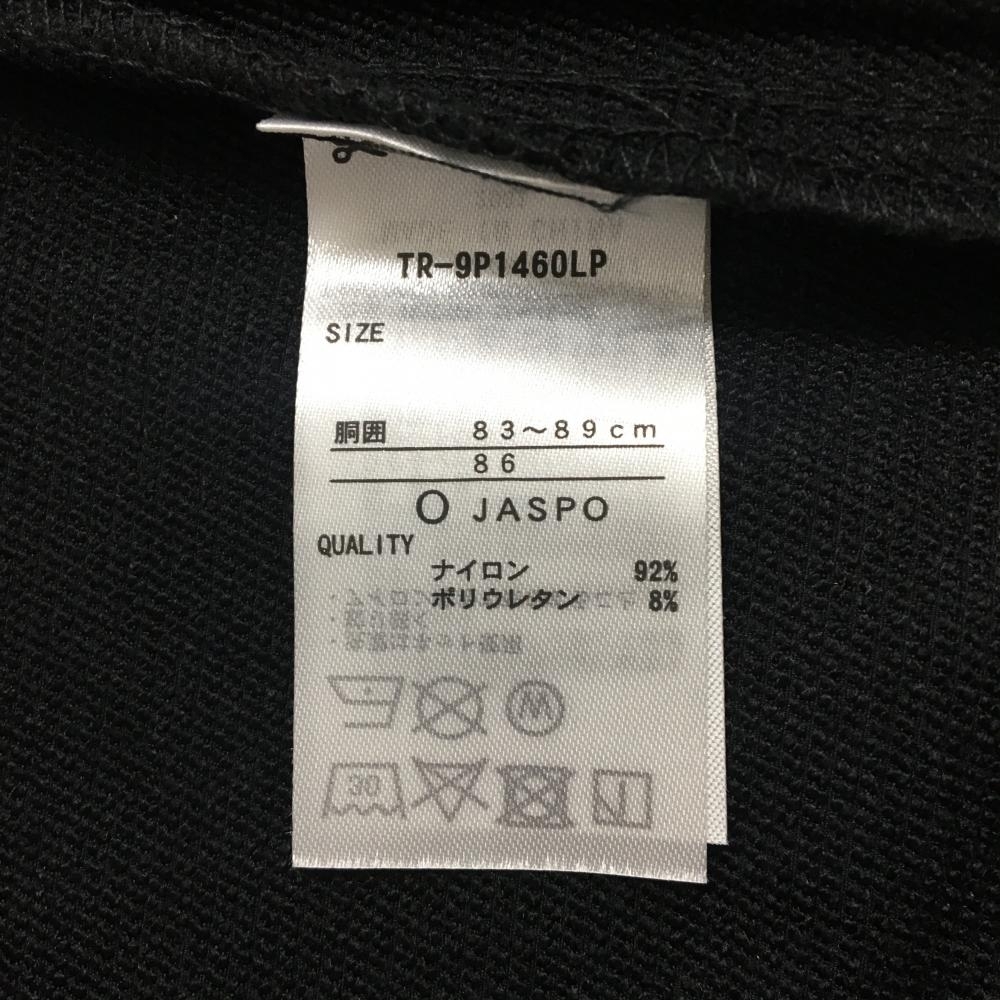 TR-9P1460LP
SIZE
胴囲 83～89cm
86
O JASPO
QUALITY
ナイロン 92%
ポリウレタン 8%
W
30